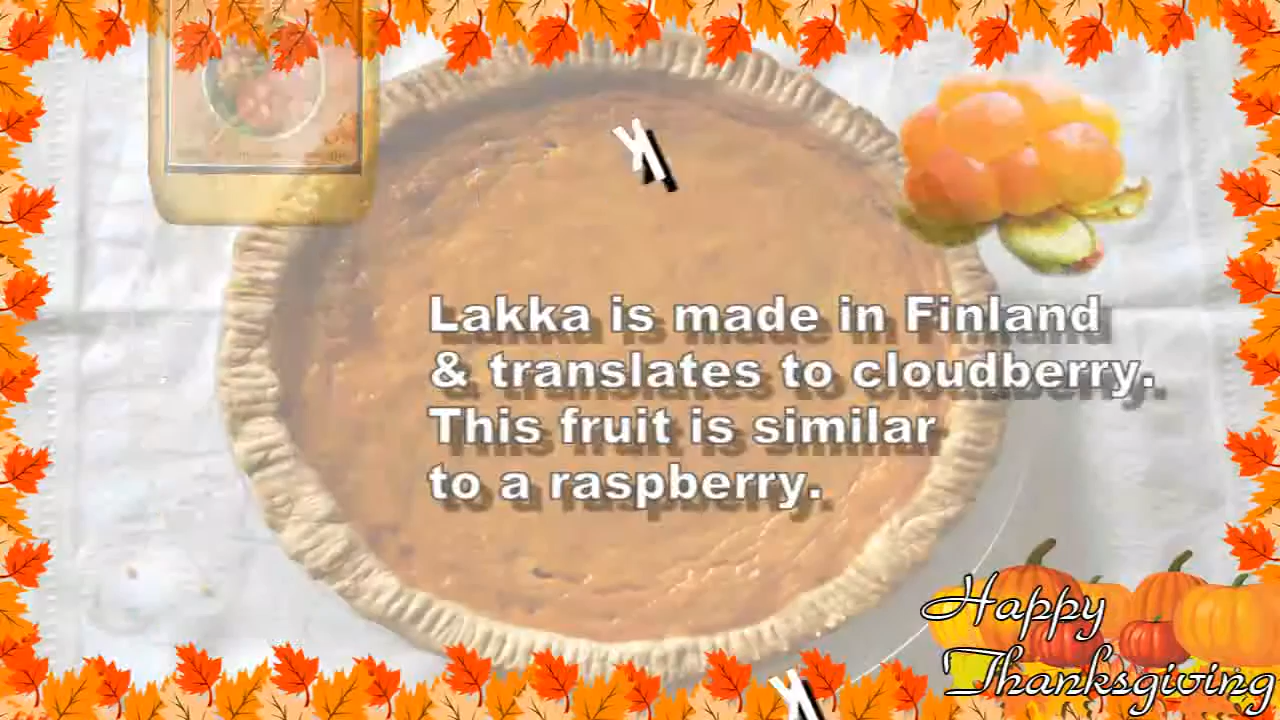 Lakka is made in Finland
& translates to cloudberry.
This fruit is similar
to a raspberry.
Happy
Thanksgiving